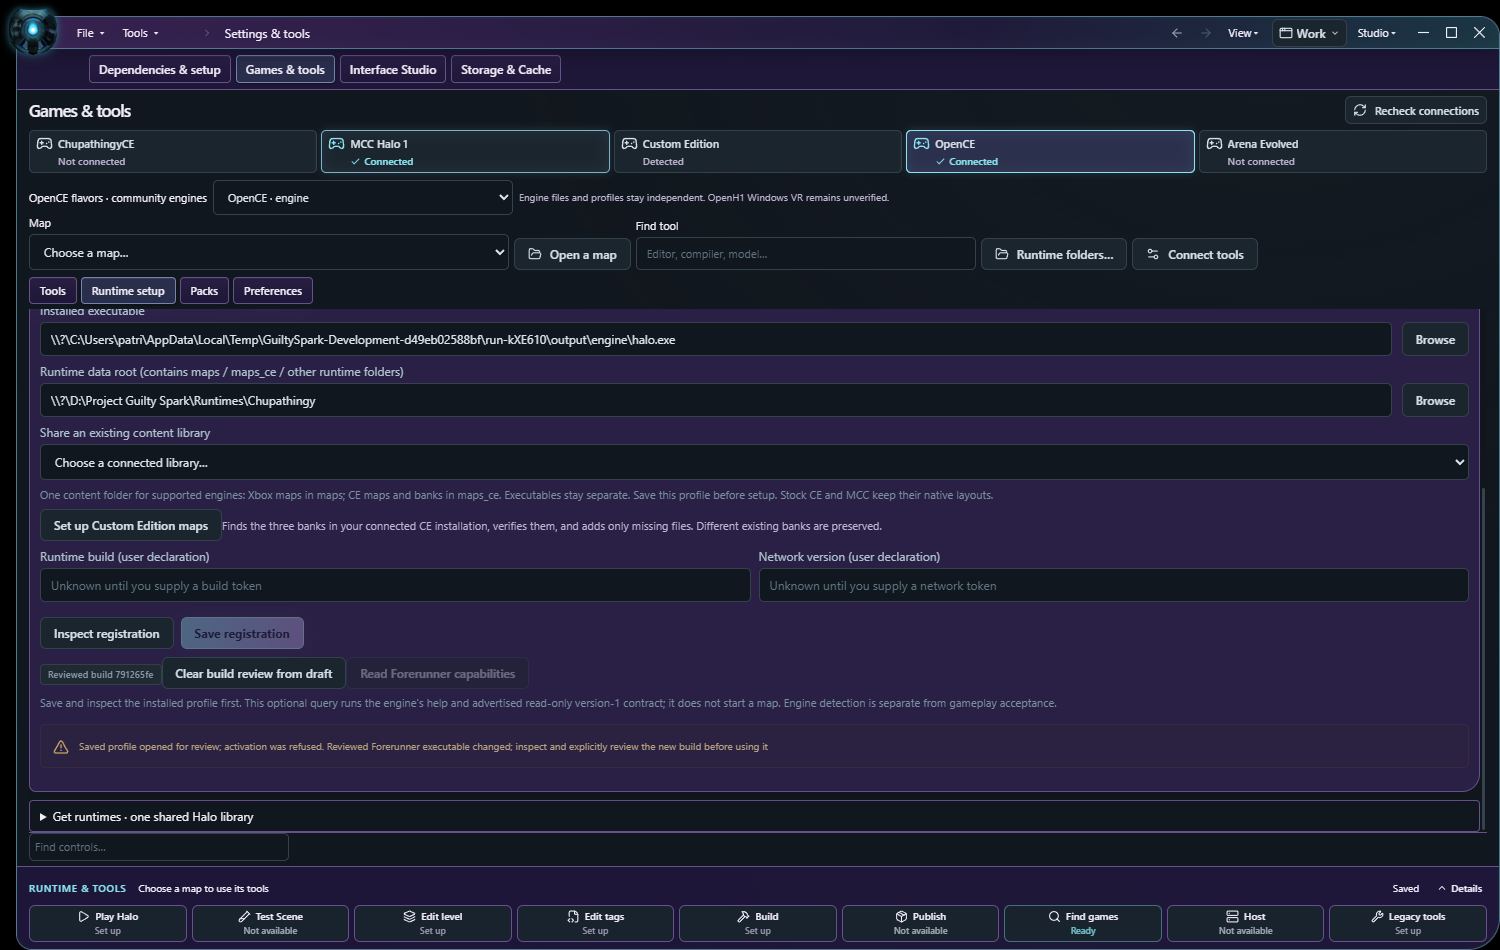 File
Tools
Settings & tools
View
Work
Studio
Dependencies & setup
Games & tools
Interface Studio
Storage & Cache
Games & tools
Recheck connections
ChupathingyCE
Not connected
MCC Halo 1
Connected
Custom Edition
Detected
OpenCE
Connected
Arena Evolved
Not connected
OpenCE flavors · community engines
OpenCE · engine
Engine files and profiles stay independent. OpenH1 Windows VR remains unverified.
Map
Find tool
Choose a map...
Open a map
Editor, compiler, model...
Runtime folders...
Connect tools
Tools
Runtime setup
Packs
Preferences
Installed executable
\\?\C:\Users\patri\AppData\Local\Temp\GuiltySpark-Development-d49eb02588bf\run-kXE610\output\engine\halo.exe
Browse
Runtime data root (contains maps / maps_ce / other runtime folders)
\\?\D:\Project Guilty Spark\Runtimes\Chupathingy
Browse
Share an existing content library
Choose a connected library...
One content folder for supported engines: Xbox maps in maps; CE maps and banks in maps_ce. Executables stay separate. Save this profile before setup. Stock CE and MCC keep their native layouts.
Set up Custom Edition maps
Finds the three banks in your connected CE installation, verifies them, and adds only missing files. Different existing banks are preserved.
Runtime build (user declaration)
Network version (user declaration)
Unknown until you supply a build token
Unknown until you supply a network token
Inspect registration
Save registration
Reviewed build 791265fe
Clear build review from draft
Read Forerunner capabilities
Save and inspect the installed profile first. This optional query runs the engine's help and advertised read-only version-1 contract; it does not start a map. Engine detection is separate from gameplay acceptance.
Saved profile opened for review; activation was refused. Reviewed Forerunner executable changed; inspect and explicitly review the new build before using it
Get runtimes · one shared Halo library
Find controls...
RUNTIME & TOOLS
Choose a map to use its tools
Saved
Details
Play Halo
Set up
Test Scene
Not available
Edit level
Set up
Edit tags
Set up
Build
Set up
Publish
Not available
Find games
Ready
Host
Not available
Legacy tools
Set up